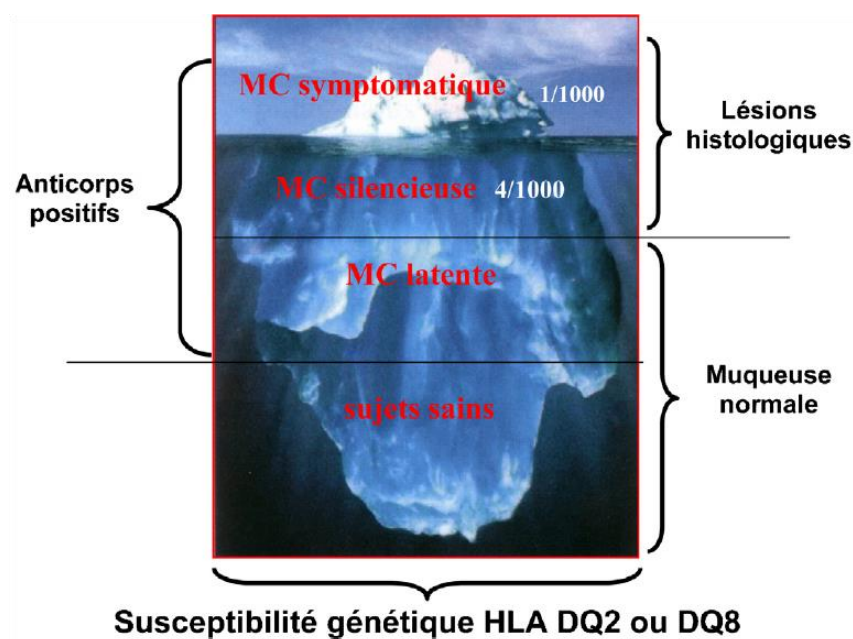 MC symptomatique 1/1000
Lésions
histologiques
Anticorps
positifs
MC silencieuse 4/1000
MC latente
Muqueuse
normale
sujets sains
Susceptibilité génétique HLA DQ2 ou DQ8